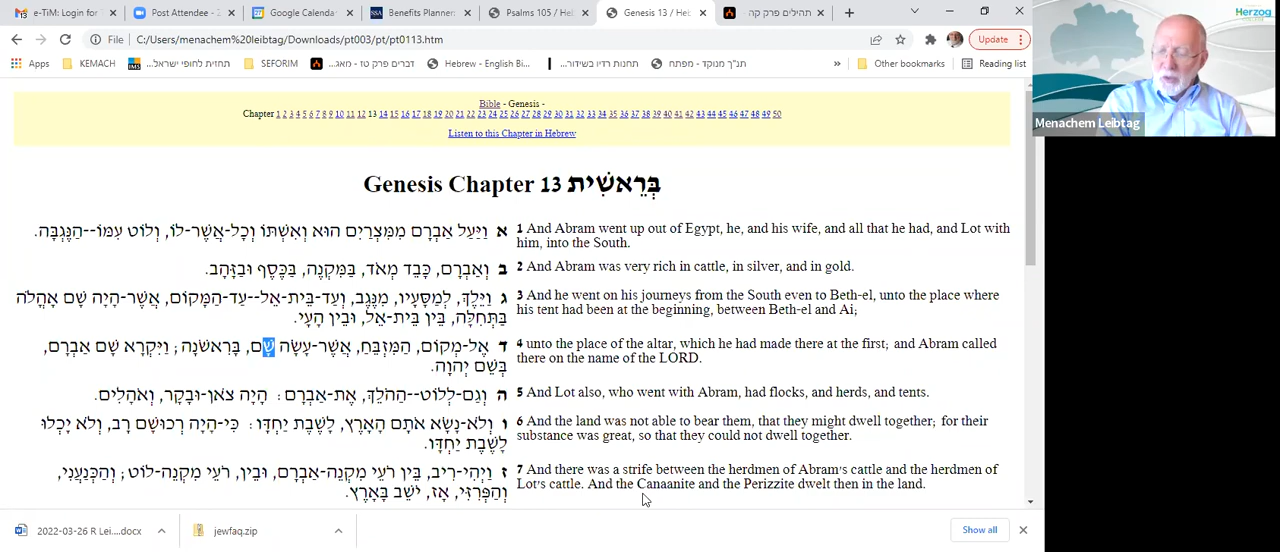 e-TiM: Login for T
Post Attendee - Z
Google Calenda
Benefits Planner
Psalms 105 / Heb
Genesis 13 / Heb
תהילים פרק קה
File
C:/Users/menachem%20leibtag/Downloads/pt003/pt/pt0113.htm
Update
Herzog
Apps
KEMACH
תחזית לחופי ישראל...
SEFORIM
דברים פרק טז - מאג...
Hebrew - English Bi...
תחנות רדיו בשידור...
תנ"ך מנוקד - מפתח
»
Other bookmarks
Reading list
Bible - Genesis -
Chapter 1 2 3 4 5 6 7 8 9 10 11 12 13 14 15 16 17 18 19 20 21 22 23 24 25 26 27 28 29 30 31 32 33 34 35 36 37 38 39 40 41 42 43 44 45 46 47 48 49 50
Listen to this Chapter in Hebrew
Menachem Leibtag
Genesis Chapter 13 בְּרֵאשִׁית
א וַיַּעַל אַבְרָם מִמִּצְרַיִם הוּא וְאִשְׁתּוֹ וְכָל-אֲשֶׁר-לוֹ, וְלוֹט עִמּוֹ--הַנֶּגְבָּה.
1 And Abram went up out of Egypt, he, and his wife, and all that he had, and Lot with
him, into the South.
ב וְאַבְרָם, כָּבֵד מְאֹד, בַּמִּקְנֶה, בַּכֶּסֶף וּבַזָּהָב.
2 And Abram was very rich in cattle, in silver, and in gold.
ג וַיֵּלֶךְ, לְמַסָּעָיו, מִנֶּגֶב, וְעַד-בֵּית-אֵל--עַד-הַמָּקוֹם, אֲשֶׁר-הָיָה שָׁם אָהֳלֹה
בַּתְּחִלָּה, בֵּין בֵּית-אֵל, וּבֵין הָעָי.
3 And he went on his journeys from the South even to Beth-el, unto the place where
his tent had been at the beginning, between Beth-el and Ai;
ד אֶל-מְקוֹם, הַמִּזְבֵּחַ, אֲשֶׁר-עָשָׂה שָׁם, בָּרִאשֹׁנָה; וַיִּקְרָא שָׁם אַבְרָם,
בְּשֵׁם יְהוָה.
4 unto the place of the altar, which he had made there at the first; and Abram called
there on the name of the LORD.
ה וְגַם-לְלוֹט--הַהֹלֵךְ, אֶת-אַבְרָם: הָיָה צֹאן-וּבָקָר, וְאֹהָלִים.
5 And Lot also, who went with Abram, had flocks, and herds, and tents.
ו וְלֹא-נָשָׂא אֹתָם הָאָרֶץ, לָשֶׁבֶת יַחְדָּו: כִּי-הָיָה רְכוּשָׁם רָב, וְלֹא יָכְלוּ
לָשֶׁבֶת יַחְדָּו.
6 And the land was not able to bear them, that they might dwell together; for their
substance was great, so that they could not dwell together.
ז וַיְהִי-רִיב, בֵּין רֹעֵי מִקְנֵה-אַבְרָם, וּבֵין, רֹעֵי מִקְנֵה-לוֹט; וְהַכְּנַעֲנִי,
וְהַפְּרִזִּי, אָז, יֹשֵׁב בָּאָרֶץ.
7 And there was a strife between the herdmen of Abram's cattle and the herdmen of
Lot's cattle. And the Canaanite and the Perizzite dwelt then in the land.
2022-03-26 R Lei....docx
jewfaq.zip
Show all